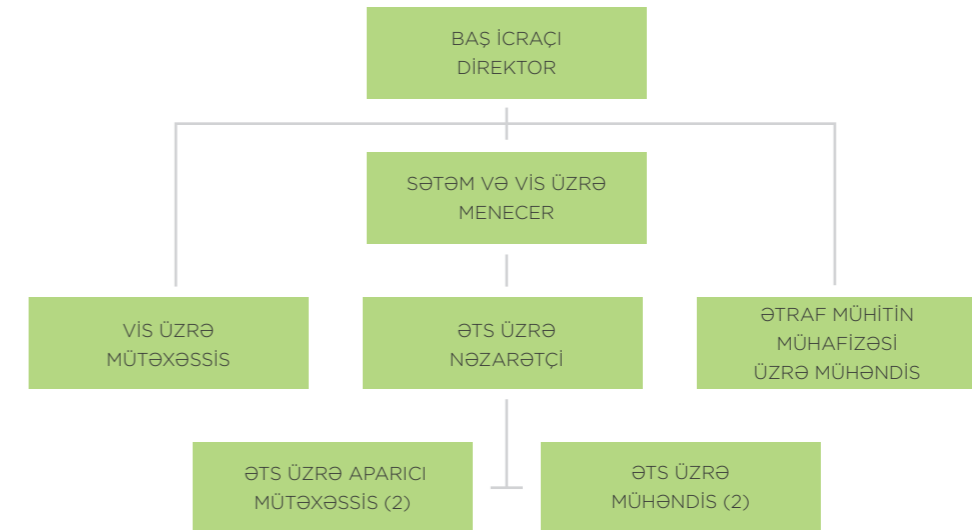 BAŞ İCRAÇI
DİREKTOR
SƏTƏM VƏ VİS ÜZRƏ
MENECER
VİS ÜZRƏ
MÜTƏXƏSSİS
ƏTS ÜZRƏ
NƏZARƏTÇİ
ƏTRAF MÜHİTİN
MÜHAFİZƏSİ
ÜZRƏ MÜHƏNDİS
ƏTS ÜZRƏ APARICI
MÜTƏXƏSSİS (2)
ƏTS ÜZRƏ
MÜHƏNDİS (2)